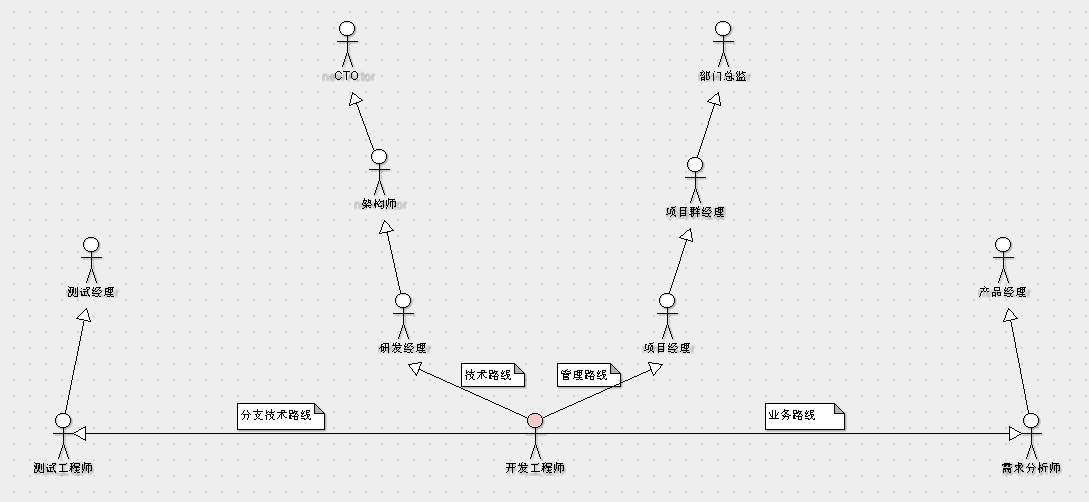 CTO
部门总监
架构师
项目群经理
测试经理
产品经理
研发经理
项目经理
技术路线
管理路线
分支技术路线
业务路线
测试工程师
开发工程师
需求分析师